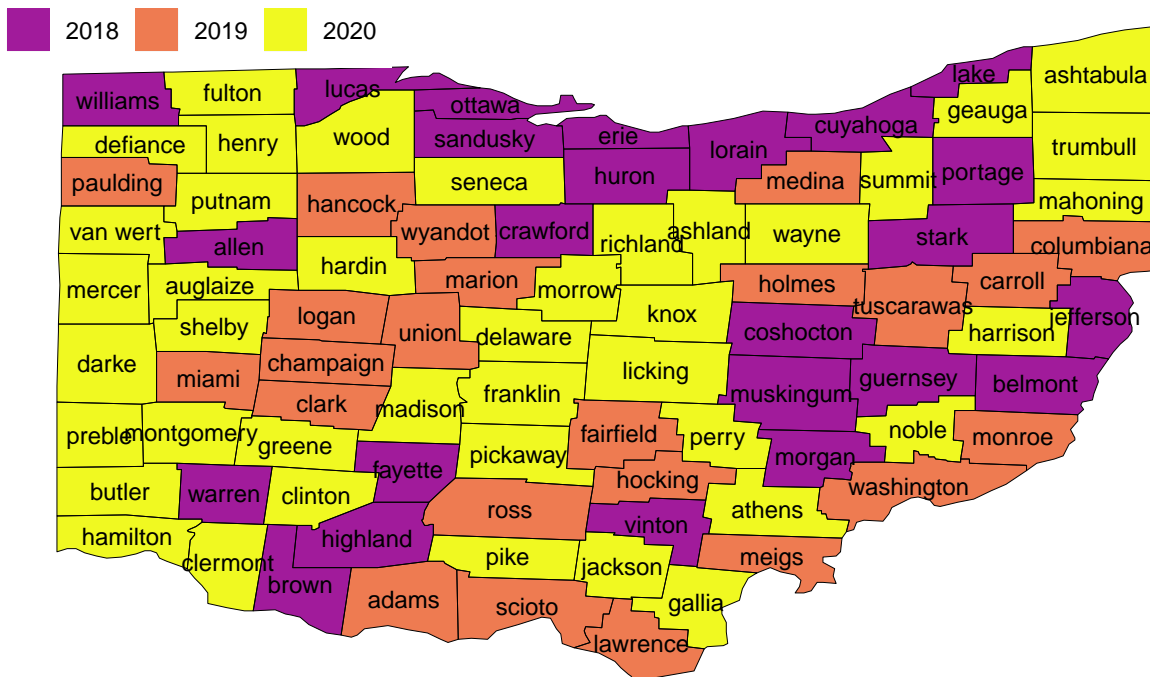 2018 2019 2020
lake ashtabula
williams fulton lucas ottawa geauga
defiance henry wood sandusky erie lorain cuyahoga trumbull
paulding putnam hancock seneca huron medina summit portage mahoning
van wert allen wyandot crawford richland ashland wayne stark columbiana
mercer auglaize hardin marion morrow holmes tuscarawas carroll
shelby logan union delaware knox coshocton harrison jefferson
darke miami champaign franklin licking muskingum guernsey belmont
clark madison
preble montgomery greene fairfield perry noble monroe
butler warren clinton fayette pickaway hocking morgan washington
hamilton highland ross vinton athens
clermont brown pike jackson meigs
adams scioto gallia
lawrence